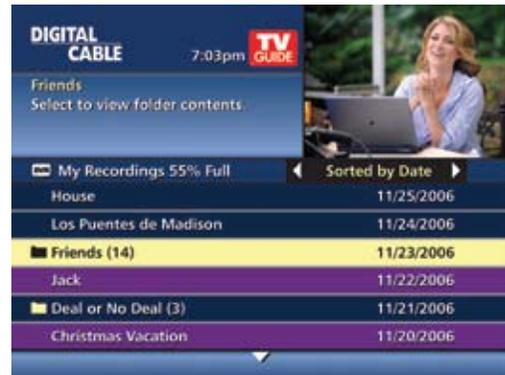 DIGITAL
CABLE
7:03pm
TV
GUIDE
Friends
Select to view folder contents.
DVR My Recordings 55% Full
Sorted by Date
House 11/25/2006
Los Puentes de Madison 11/24/2006
Friends (14) 11/23/2006
Jack 11/22/2006
Deal or No Deal (3) 11/21/2006
Christmas Vacation 11/20/2006